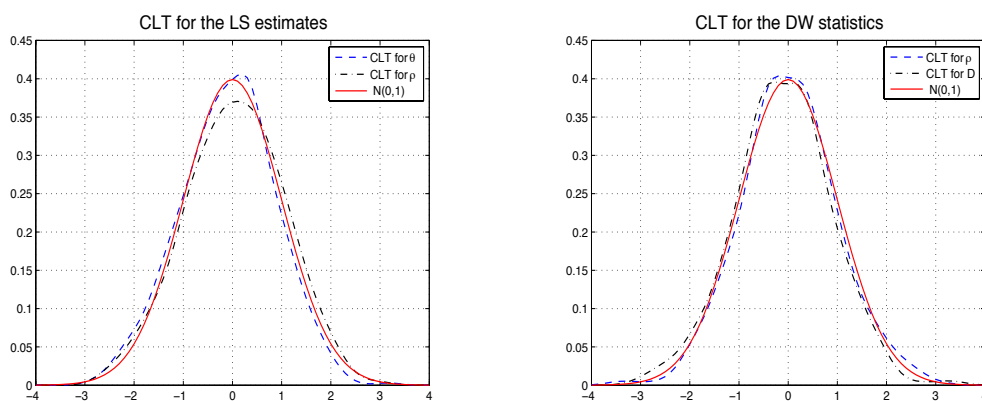 CLT for the LS estimates
0.45
0.4
0.35
0.3
0.25
0.2
0.15
0.1
0.05
0
−4 −3 −2 −1 0 1 2 3 4
CLT for θ
CLT for ρ
N(0,1)
CLT for the DW statistics
0.45
0.4
0.35
0.3
0.25
0.2
0.15
0.1
0.05
0
−4 −3 −2 −1 0 1 2 3 4
CLT for ρ
CLT for D
N(0,1)